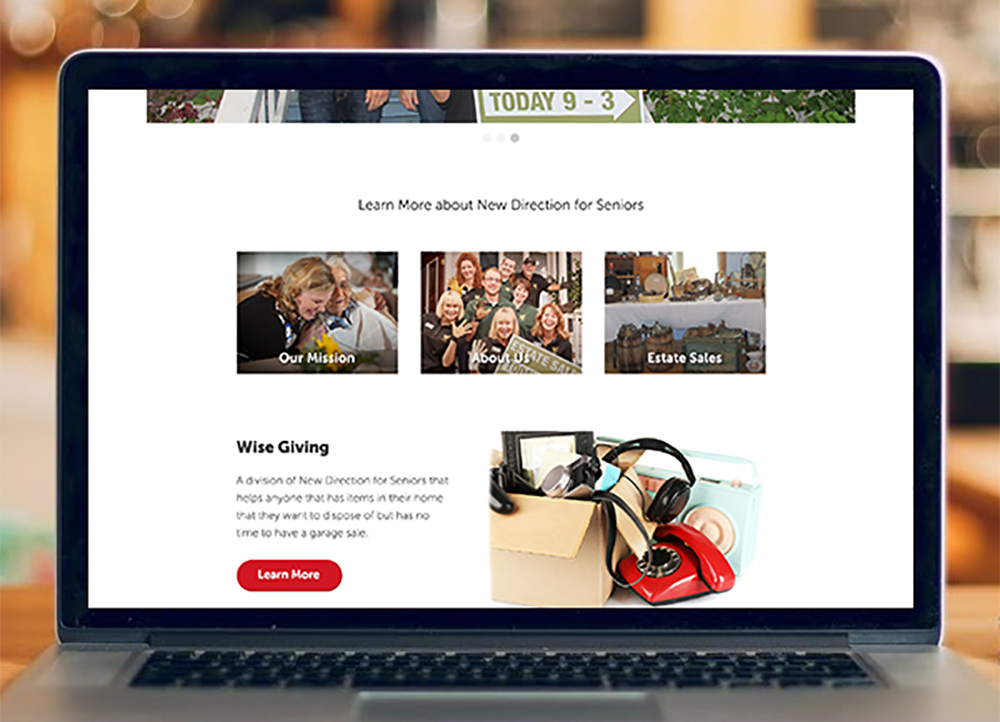 TODAY 9 - 3
Learn More about New Direction for Seniors
Our Mission
About Us
Estate Sales
ESTATE SALE
Wise Giving
A division of New Direction for Seniors that
helps anyone that has items in their home
that they want to dispose of but has no
time to have a garage sale.
Learn More